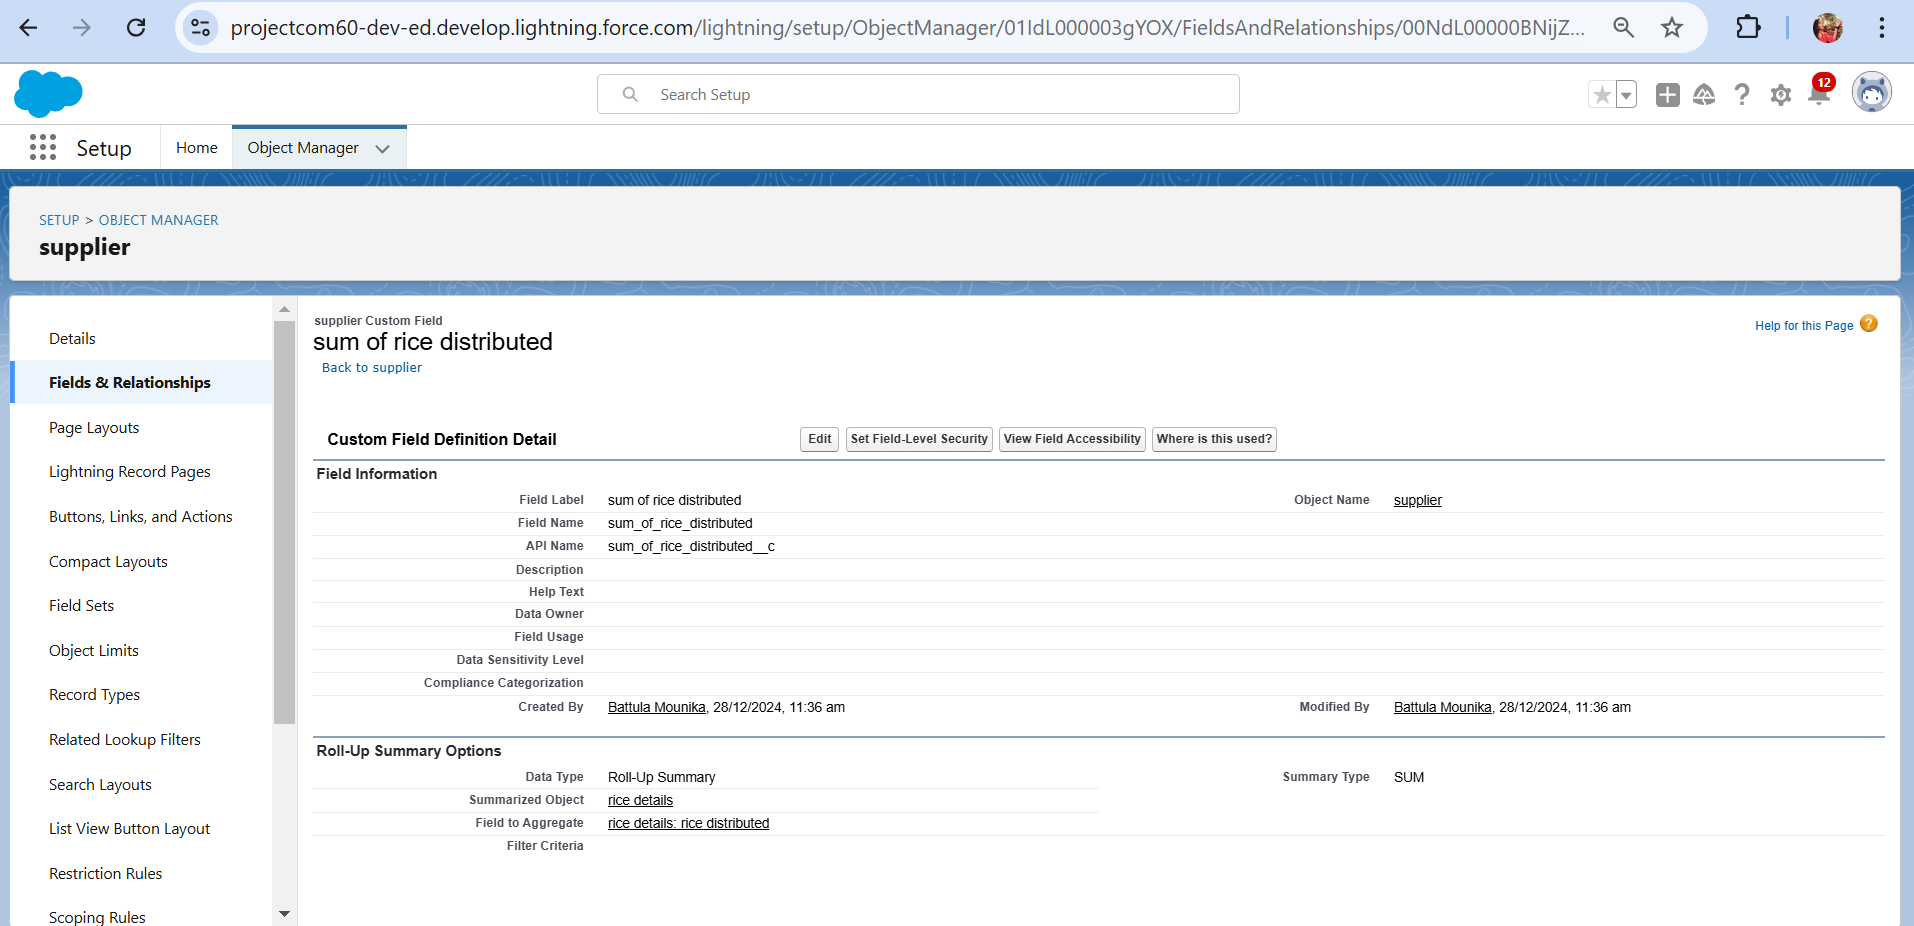 projectcom60-dev-ed.develop.lightning.force.com/lightning/setup/ObjectManager/01IdL000003gYOX/FieldsAndRelationships/00NdL00000BNijZ...
Search Setup
12
Setup
Home
Object Manager
SETUP > OBJECT MANAGER
supplier
Details
Fields & Relationships
Page Layouts
Lightning Record Pages
Buttons, Links, and Actions
Compact Layouts
Field Sets
Object Limits
Record Types
Related Lookup Filters
Search Layouts
List View Button Layout
Restriction Rules
Scoping Rules
supplier Custom Field
sum of rice distributed
Back to supplier
Help for this Page ?
Custom Field Definition Detail
Edit
Set Field-Level Security
View Field Accessibility
Where is this used?
Field Information
Field Label sum of rice distributed Object Name supplier
Field Name sum_of_rice_distributed
API Name sum_of_rice_distributed__c
Description
Help Text
Data Owner
Field Usage
Data Sensitivity Level
Compliance Categorization
Created By Battula Mounika, 28/12/2024, 11:36 am Modified By Battula Mounika, 28/12/2024, 11:36 am
Roll-Up Summary Options
Data Type Roll-Up Summary Summary Type SUM
Summarized Object rice details
Field to Aggregate rice details: rice distributed
Filter Criteria